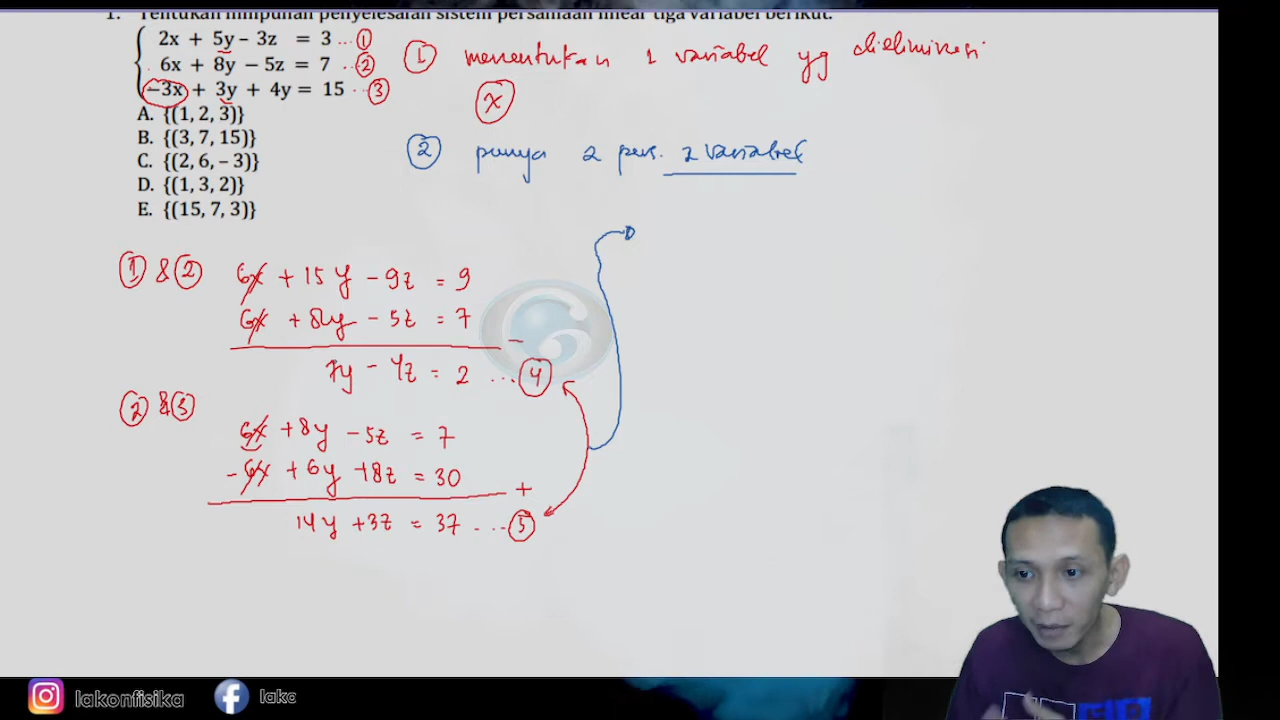 1. Tentukan himpunan penyelesaian sistem persamaan linear tiga variabel berikut.
2x + 5y – 3z = 3 ... ①
6x + 8y – 5z = 7 ... ②
–3x + 3y + 4y = 15 ... ③
A. {(1, 2, 3)}
B. {(3, 7, 15)}
C. {(2, 6, – 3)}
D. {(1, 3, 2)}
E. {(15, 7, 3)}
① menentukan 1 variabel yg dieliminasi
x
② punya 2 pers. 2 variabel
① & ②
6x + 15y - 9z = 9
6x + 8y - 5z = 7
-
7y - 4z = 2 ... ④
② & ③
6x + 8y - 5z = 7
-6x + 6y + 8z = 30
+
14y + 3z = 37 ... ⑤
lakonfisika
lako